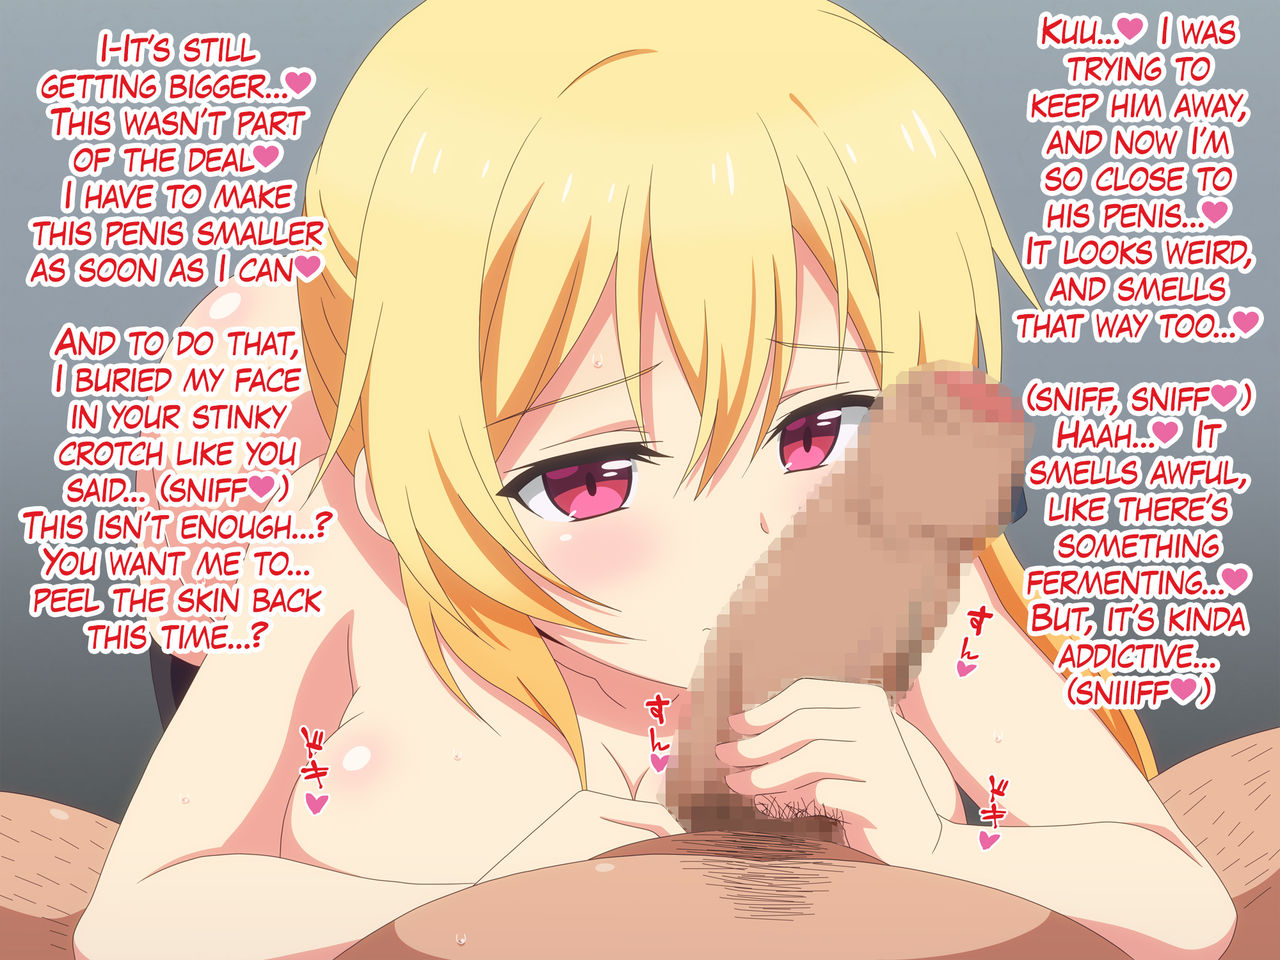 I-It's still
getting bigger...♥
This wasn't part
of the deal♥
I have to make
this penis smaller
as soon as I can♥
And to do that,
I buried my face
in your stinky
crotch like you
said... (sniff♥)
This isn't enough...?
You want me to...
peel the skin back
this time...?
Kuu...♥ I was
trying to
keep him away,
and now I'm
so close to
his penis...♥
It looks weird,
and smells
that way too...♥
(sniff, sniff♥)
Haah...♥ It
smells awful,
like there's
something
fermenting...♥
But, it's kinda
addictive...
(sniiiff♥)
すん♥
すん♥
ドキ♥
ドキ♥